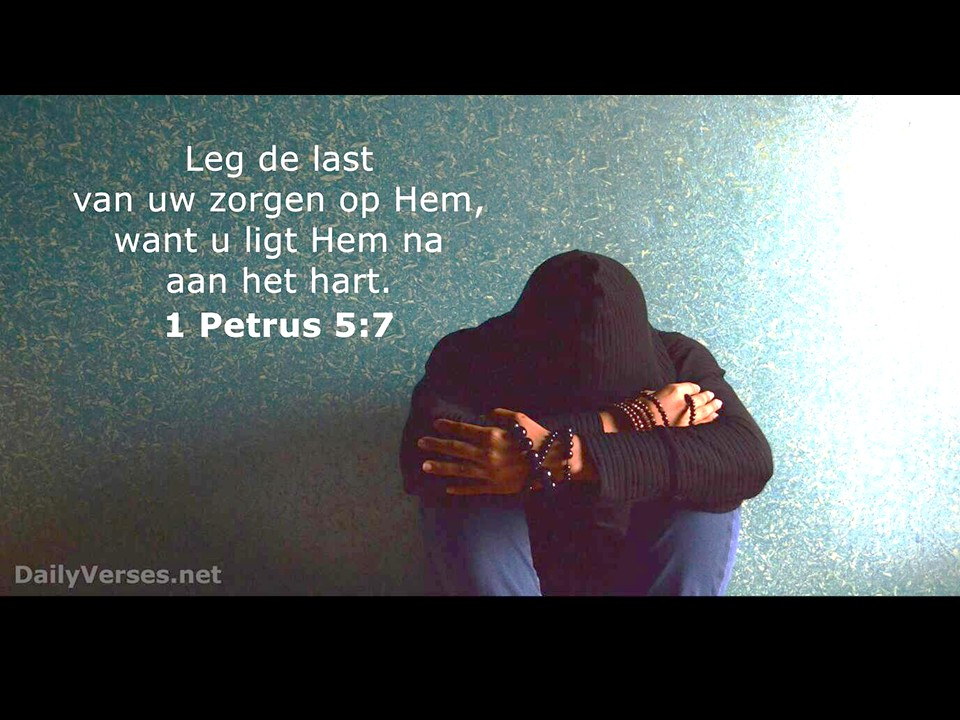 Leg de last
van uw zorgen op Hem,
want u ligt Hem na
aan het hart.
1 Petrus 5:7
DailyVerses.net